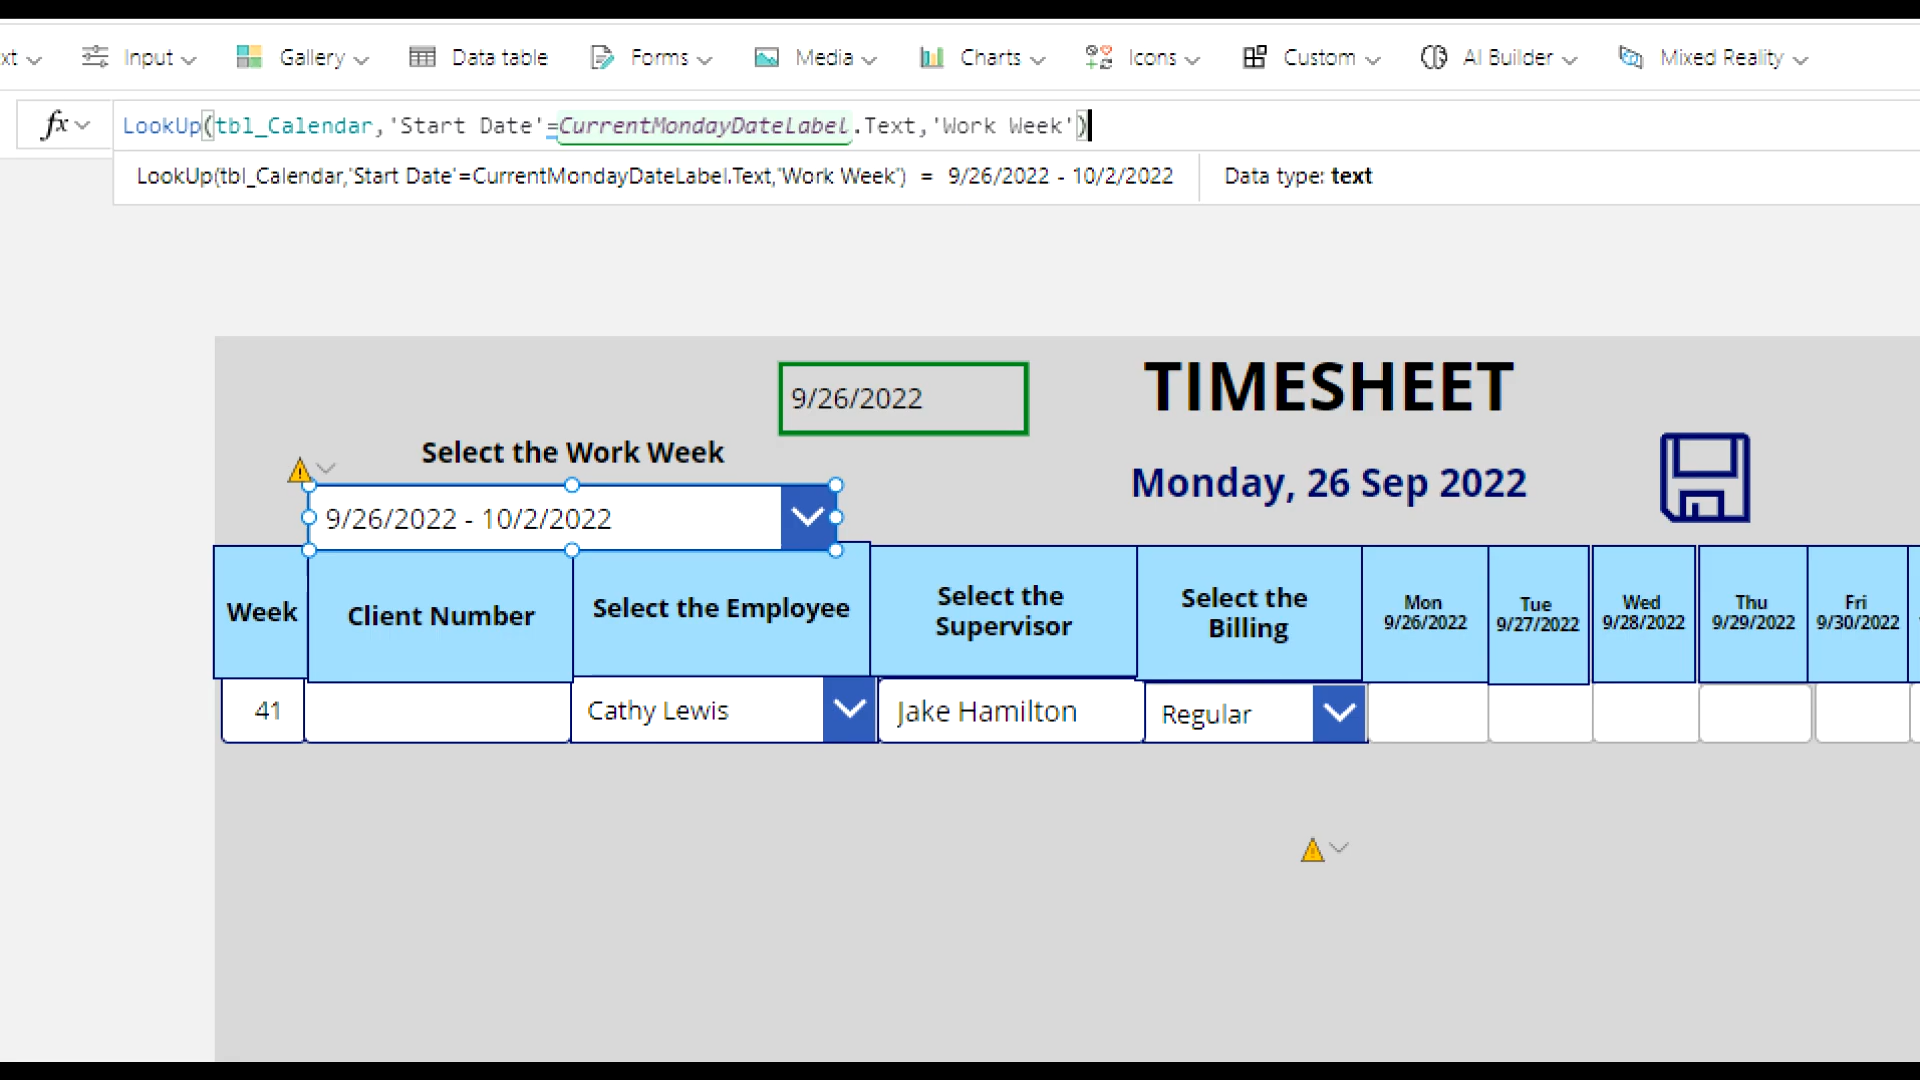 xt Input Gallery Data table Forms Media Charts Icons Custom AI Builder Mixed Reality
fx LookUp(tbl_Calendar,'Start Date'=CurrentMondayDateLabel.Text,'Work Week')
LookUp(tbl_Calendar,'Start Date'=CurrentMondayDateLabel.Text,'Work Week') = 9/26/2022 - 10/2/2022 Data type: text
9/26/2022
TIMESHEET
Select the Work Week
Monday, 26 Sep 2022
9/26/2022 - 10/2/2022
Week
Client Number
Select the Employee
Select the
Supervisor
Select the
Billing
Mon
9/26/2022
Tue
9/27/2022
Wed
9/28/2022
Thu
9/29/2022
Fri
9/30/2022
41 Cathy Lewis Jake Hamilton Regular